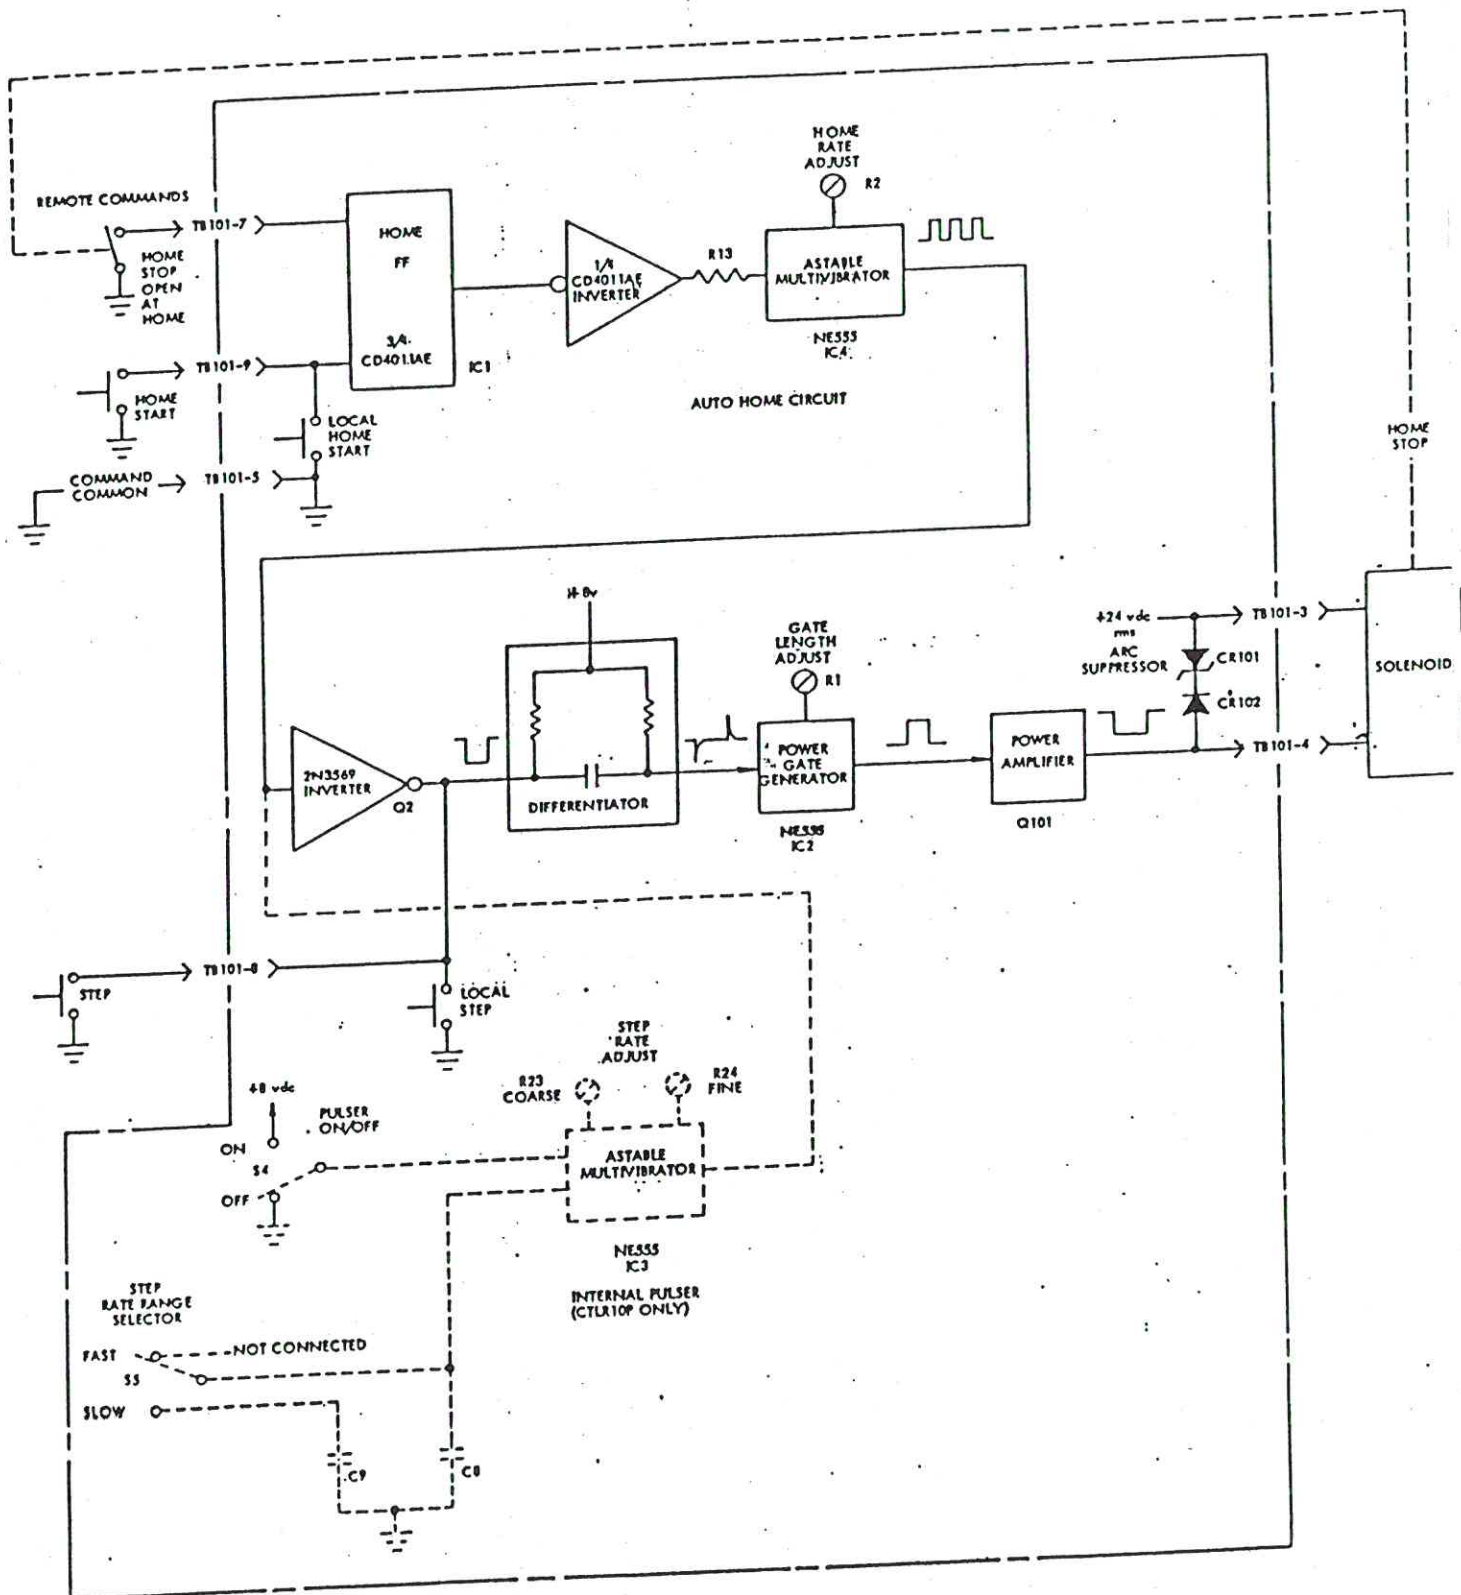 REMOTE COMMANDS
TB101-7
HOME
STOP
OPEN
AT
HOME
HOME
FF
3/4
CD4011AE
IC1
TB101-9
HOME
START
LOCAL
HOME
START
COMMAND
COMMON
TB101-5
1/4
CD4011AE
INVERTER
R13
HOME
RATE
ADJUST
R2
ASTABLE
MULTIVIBRATOR
NE555
IC4
AUTO HOME CIRCUIT
HOME
STOP
+8v
2N3569
INVERTER
Q2
DIFFERENTIATOR
GATE
LENGTH
ADJUST
R1
POWER
GATE
GENERATOR
NE555
IC2
POWER
AMPLIFIER
Q101
+24 vdc
rms
ARC
SUPPRESSOR
CR101
CR102
TB101-3
TB101-4
SOLENOID
STEP
TB101-8
LOCAL
STEP
STEP
RATE
ADJUST
R23
COARSE
R24
FINE
+8 vdc
PULSER
ON/OFF
ON
S4
OFF
ASTABLE
MULTIVIBRATOR
NE555
IC3
INTERNAL PULSER
(CTLR10P ONLY)
STEP
RATE RANGE
SELECTOR
FAST
NOT CONNECTED
S5
SLOW
C9
C8